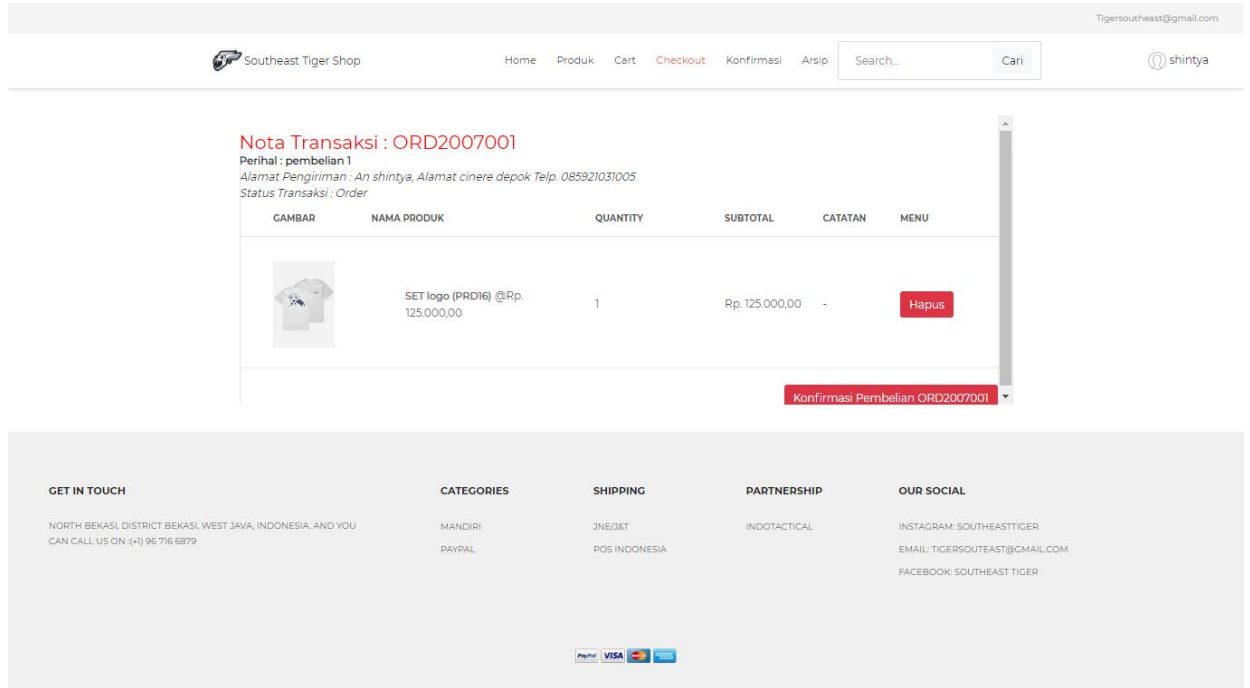 Tigersoutheast@gmail.com
Southeast Tiger Shop
Home Produk Cart Checkout Konfirmasi Arsip Search... Cari shintya
Nota Transaksi : ORD2007001
Perihal : pembelian 1
Alamat Pengiriman : An shintya, Alamat cinere depok Telp. 085921031005
Status Transaksi : Order
GAMBAR NAMA PRODUK QUANTITY SUBTOTAL CATATAN MENU
SET logo (PRD16) @Rp.
125.000,00
1 Rp. 125.000,00 - Hapus
Konfirmasi Pembelian ORD2007001
GET IN TOUCH
NORTH BEKASI, DISTRICT BEKASI, WEST JAVA, INDONESIA. AND YOU
CAN CALL US ON :(+1) 96 716 6879
CATEGORIES
MANDIRI
PAYPAL
SHIPPING
JNE/J&T
POS INDONESIA
PARTNERSHIP
INDOTACTICAL
OUR SOCIAL
INSTAGRAM: SOUTHEASTTIGER
EMAIL: TIGERSOUTEAST@GMAIL.COM
FACEBOOK: SOUTHEAST TIGER
PayPal VISA